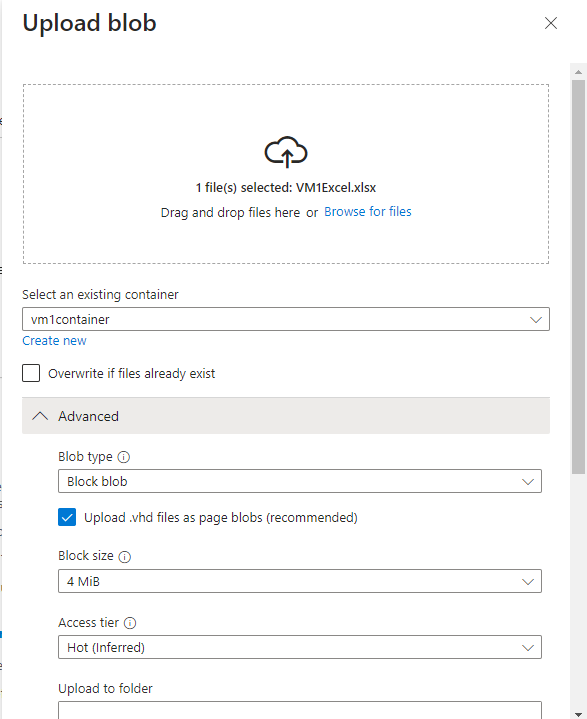 Upload blob
1 file(s) selected: VM1Excel.xlsx
Drag and drop files here or Browse for files
Select an existing container
vm1container
Create new
Overwrite if files already exist
Advanced
Blob type
Block blob
Upload .vhd files as page blobs (recommended)
Block size
4 MiB
Access tier
Hot (Inferred)
Upload to folder